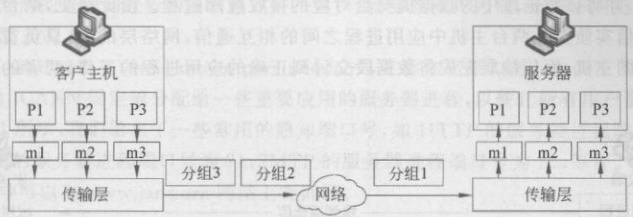 客户主机
服务器
P1 P2 P3
P1 P2 P3
m1 m2 m3
分组3 分组2 分组1
m1 m2 m3
传输层
网络
传输层